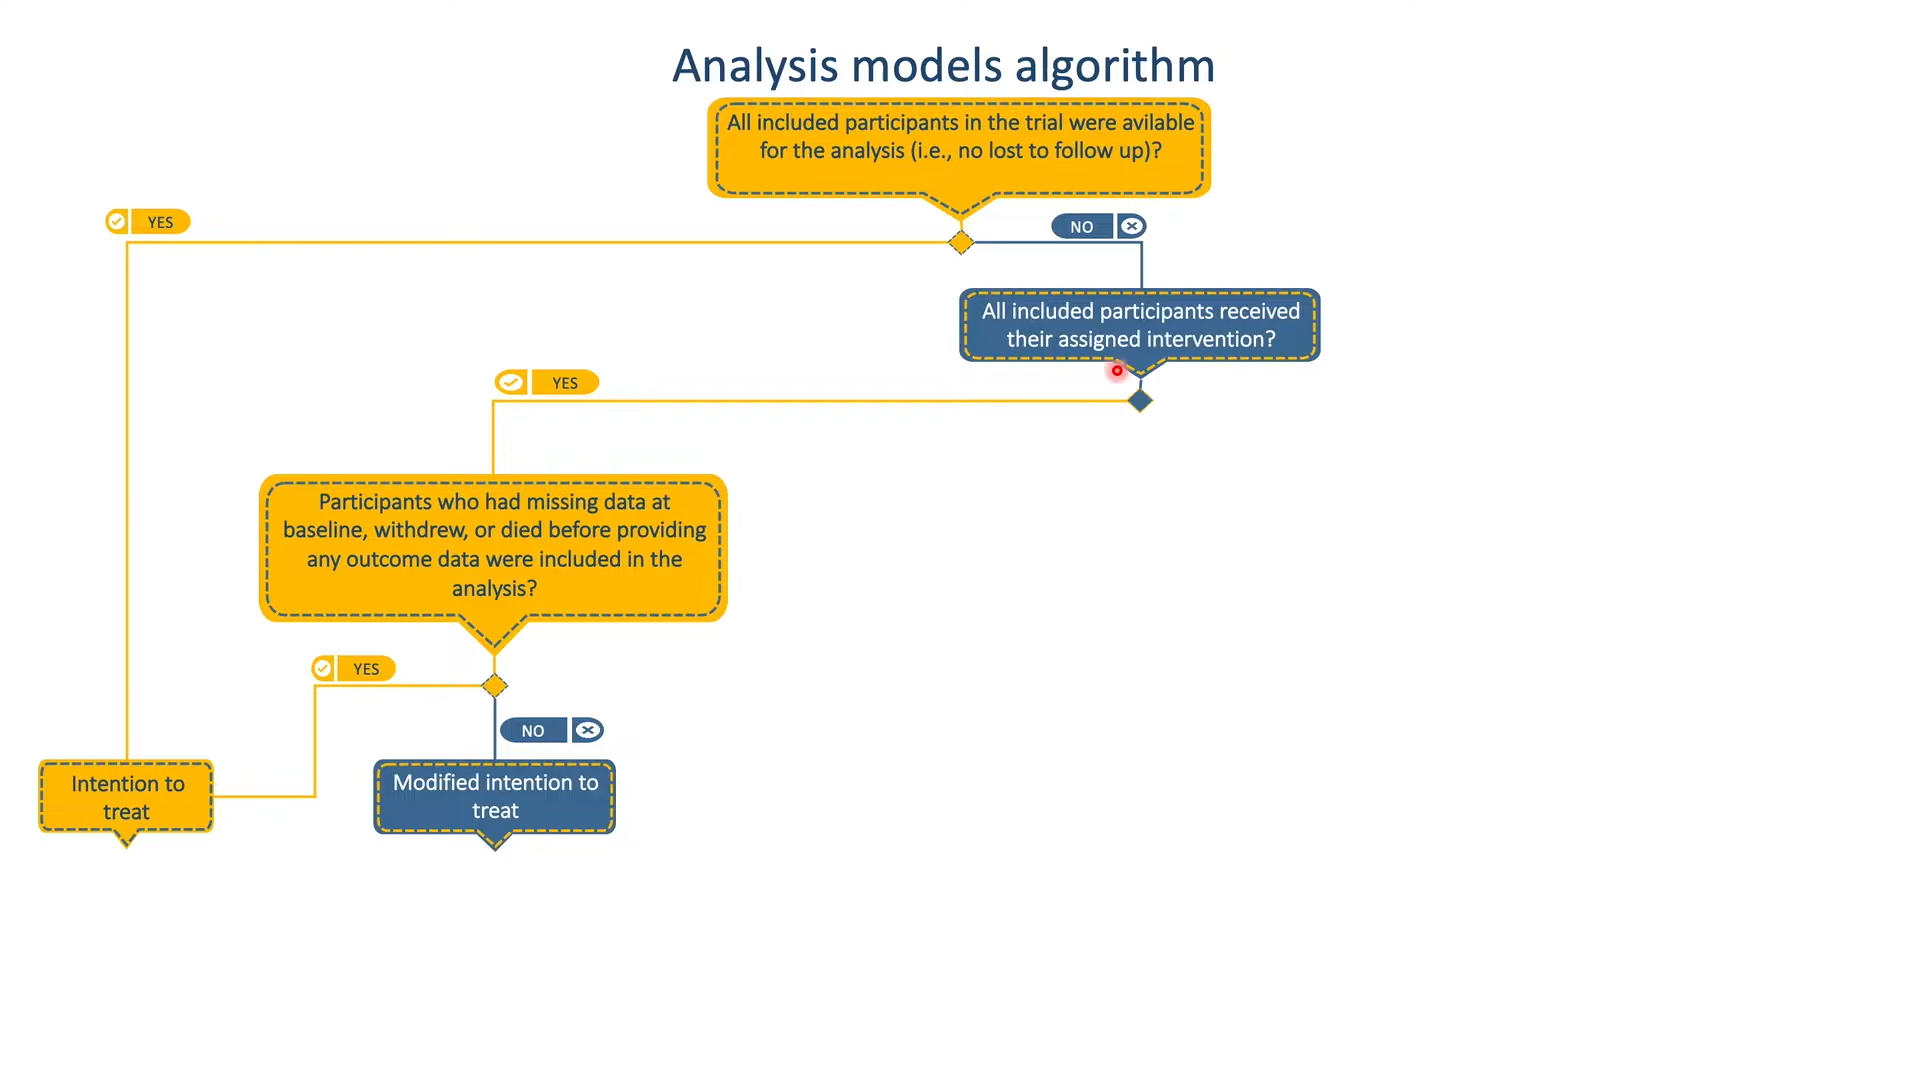 Analysis models algorithm
All included participants in the trial were avilable
for the analysis (i.e., no lost to follow up)?
YES
NO
All included participants received
their assigned intervention?
YES
Participants who had missing data at
baseline, withdrew, or died before providing
any outcome data were included in the
analysis?
YES
NO
Intention to
treat
Modified intention to
treat